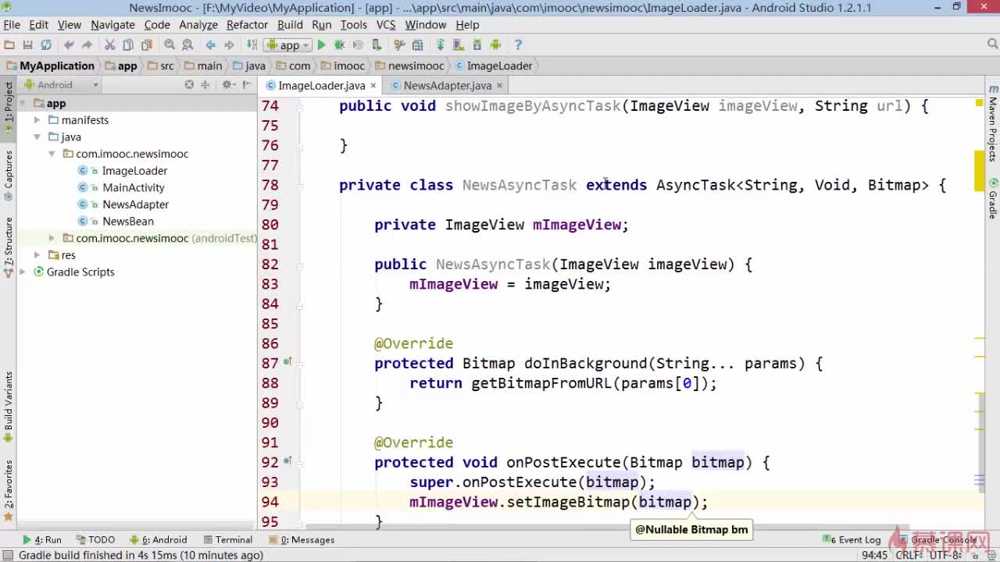 NewsImooc - [F:\MyVideo\MyApplication] - [app] - ...\app\src\main\java\com\imooc\newsimooc\ImageLoader.java - Android Studio 1.2.1.1
File Edit View Navigate Code Analyze Refactor Build Run Tools VCS Window Help
app
MyApplication app src main java com imooc newsimooc ImageLoader
1: Project
Captures
7: Structure
Build Variants
2: Favorites
Android
app
manifests
java
com.imooc.newsimooc
ImageLoader
MainActivity
NewsAdapter
NewsBean
com.imooc.newsimooc (androidTest)
res
Gradle Scripts
ImageLoader.java NewsAdapter.java
74 public void showImageByAsyncTask(ImageView imageView, String url) {
75
76 }
77
78 private class NewsAsyncTask extends AsyncTask<String, Void, Bitmap> {
79
80 private ImageView mImageView;
81
82 public NewsAsyncTask(ImageView imageView) {
83 mImageView = imageView;
84 }
85
86 @Override
87 protected Bitmap doInBackground(String... params) {
88 return getBitmapFromURL(params[0]);
89 }
90
91 @Override
92 protected void onPostExecute(Bitmap bitmap) {
93 super.onPostExecute(bitmap);
94 mImageView.setImageBitmap(bitmap);
95 }
@Nullable Bitmap bm
Maven Projects
Gradle
4: Run TODO 6: Android Terminal 0: Messages 6 Event Log Gradle Console
慕课网
Gradle build finished in 4s 15ms (10 minutes ago) 94:45 CRLF UTF-8